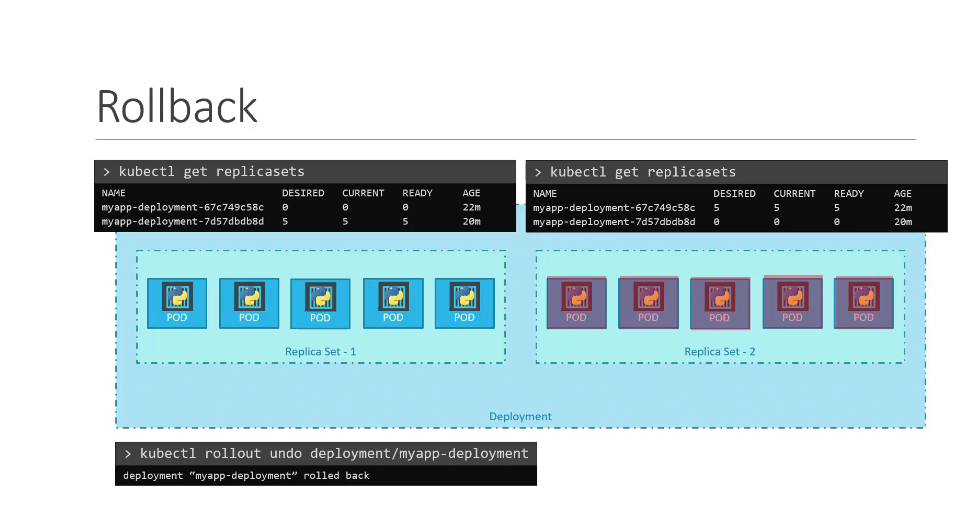 Rollback
> kubectl get replicasets
NAME DESIRED CURRENT READY AGE
myapp-deployment-67c749c58c 0 0 0 22m
myapp-deployment-7d57dbdb8d 5 5 5 20m
> kubectl get replicasets
NAME DESIRED CURRENT READY AGE
myapp-deployment-67c749c58c 5 5 5 22m
myapp-deployment-7d57dbdb8d 0 0 0 20m
POD POD POD POD POD
Replica Set - 1
POD POD POD POD POD
Replica Set - 2
Deployment
> kubectl rollout undo deployment/myapp-deployment
deployment “myapp-deployment” rolled back